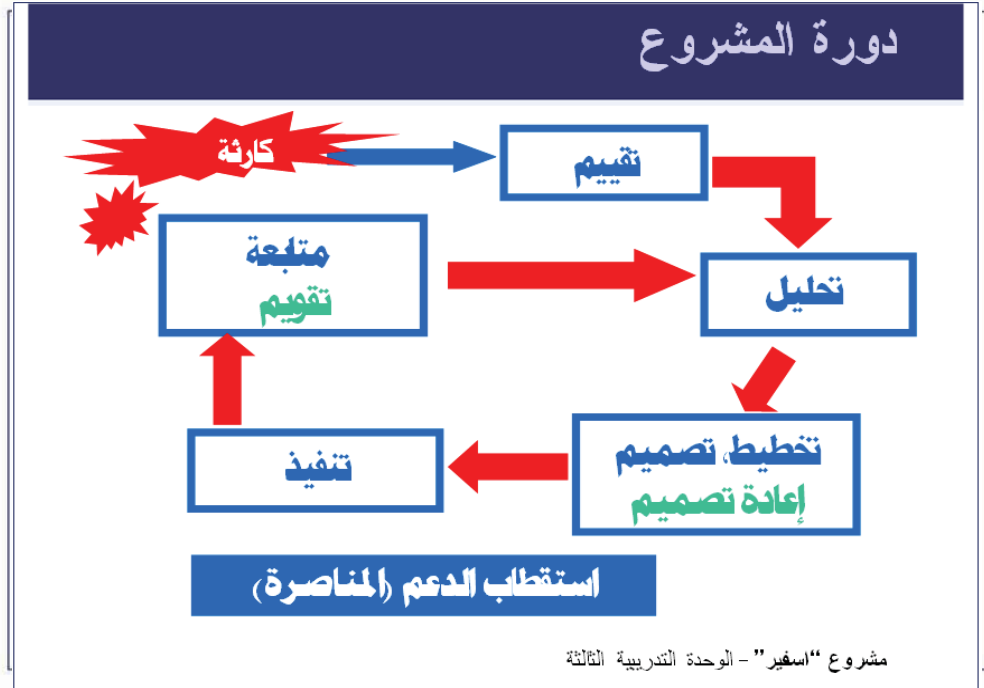 دورة المشروع
كارثة
تقييم
تحليل
متابعة
تقويم
تخطيط، تصميم
إعادة تصميم
تنفيذ
استقطاب الدعم (المناصرة)
مشروع “اسفير” - الوحدة التدريبية الثالثة